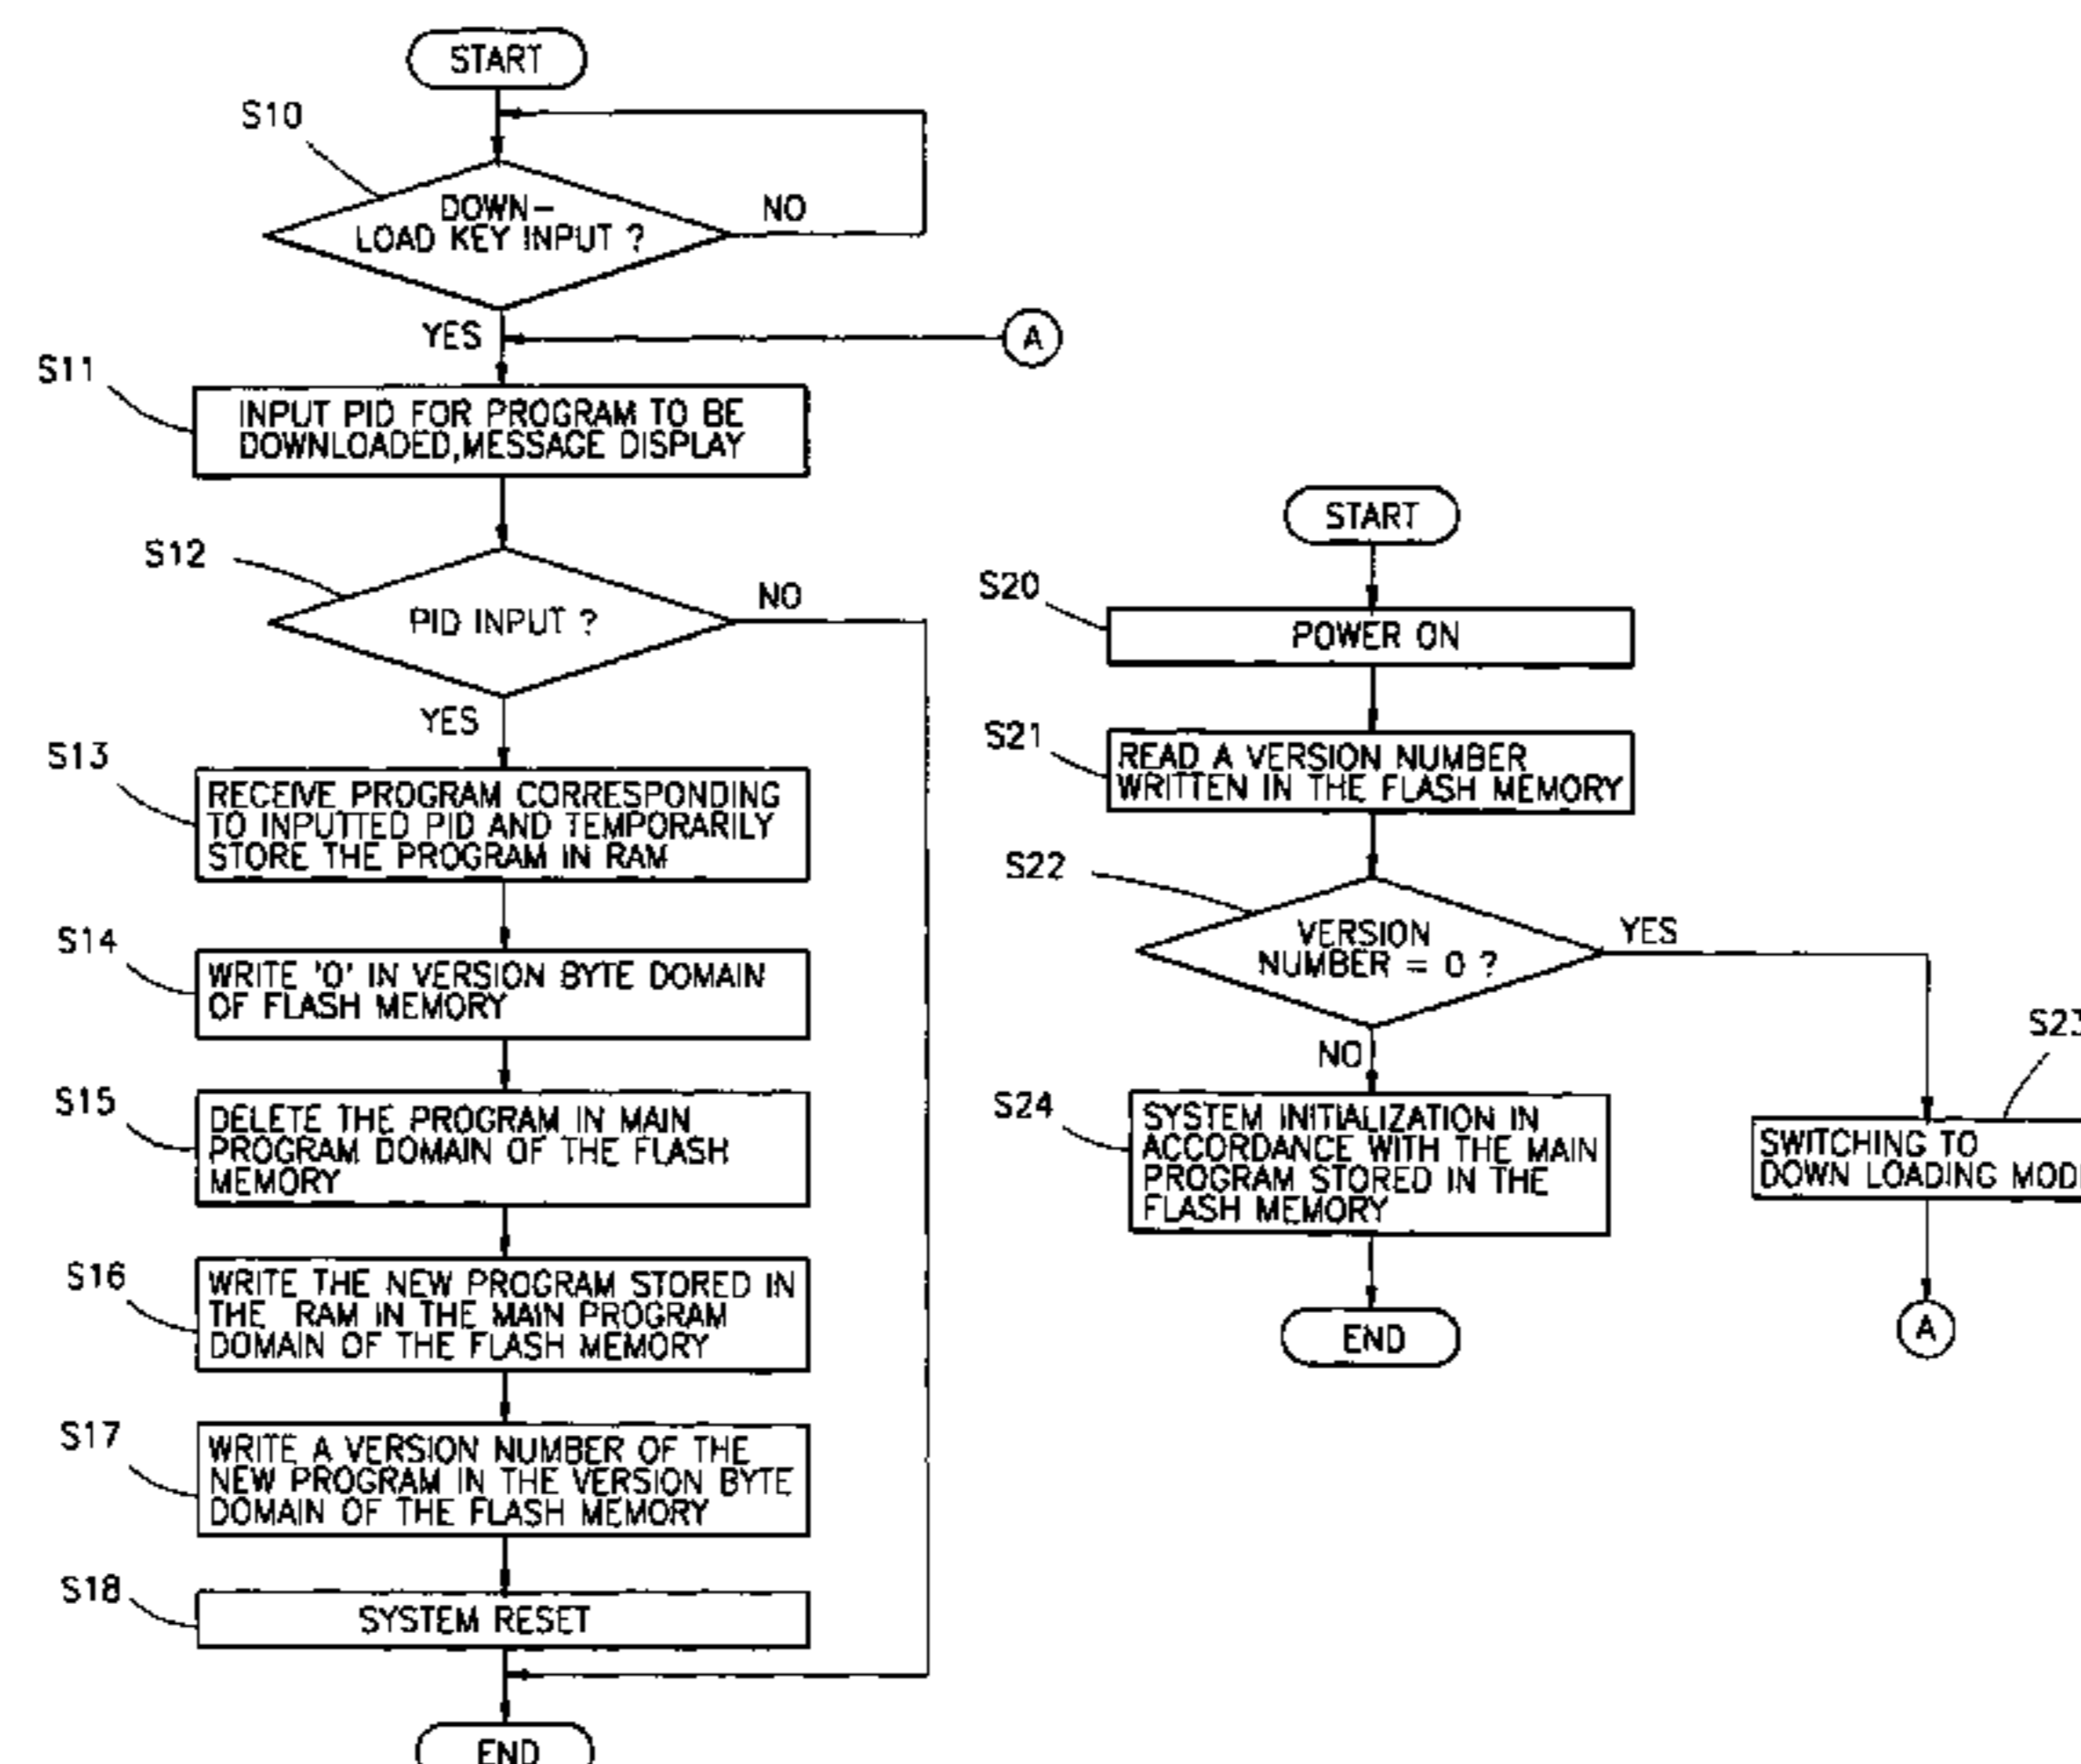 START
S10
DOWN-
LOAD KEY INPUT ?
NO
YES
A
S11
INPUT PID FOR PROGRAM TO BE
DOWNLOADED,MESSAGE DISPLAY
S12
PID INPUT ?
NO
YES
S13
RECEIVE PROGRAM CORRESPONDING
TO INPUTTED PID AND TEMPORARILY
STORE THE PROGRAM IN RAM
S14
WRITE '0' IN VERSION BYTE DOMAIN
OF FLASH MEMORY
S15
DELETE THE PROGRAM IN MAIN
PROGRAM DOMAIN OF THE FLASH
MEMORY
S16
WRITE THE NEW PROGRAM STORED IN
THE RAM IN THE MAIN PROGRAM
DOMAIN OF THE FLASH MEMORY
S17
WRITE A VERSION NUMBER OF THE
NEW PROGRAM IN THE VERSION BYTE
DOMAIN OF THE FLASH MEMORY
S18
SYSTEM RESET
END
START
S20
POWER ON
S21
READ A VERSION NUMBER
WRITTEN IN THE FLASH MEMORY
S22
VERSION
NUMBER = 0 ?
YES
NO
S23
SWITCHING TO
DOWN LOADING MODE
A
S24
SYSTEM INITIALIZATION IN
ACCORDANCE WITH THE MAIN
PROGRAM STORED IN THE
FLASH MEMORY
END